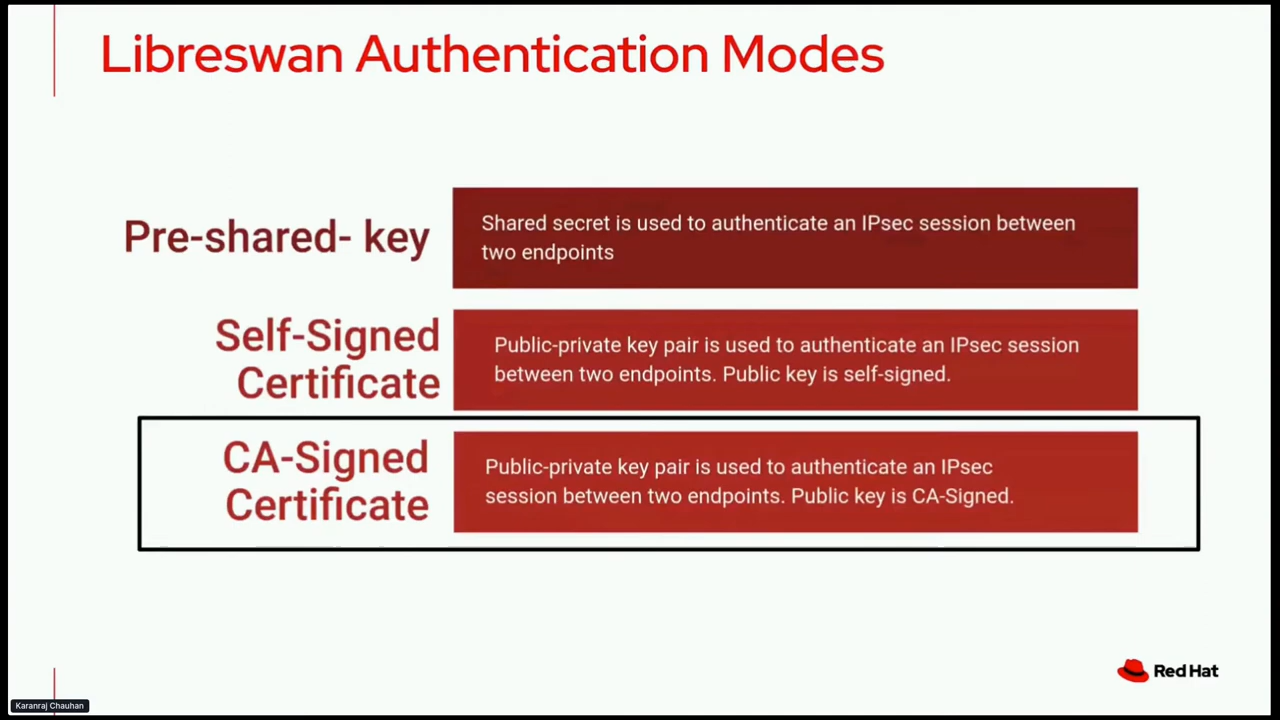 Libreswan Authentication Modes
Pre-shared- key
Shared secret is used to authenticate an IPsec session between
two endpoints
Self-Signed
Certificate
Public-private key pair is used to authenticate an IPsec session
between two endpoints. Public key is self-signed.
CA-Signed
Certificate
Public-private key pair is used to authenticate an IPsec
session between two endpoints. Public key is CA-Signed.
Red Hat
Karanraj Chauhan